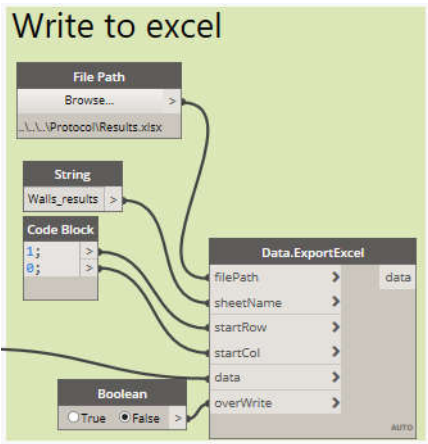 Write to excel
File Path
Browse... >
..\..\..\Protocol\Results.xlsx
String
Walls_results >
Code Block
1; >
0; >
Data.ExportExcel
filePath > data
sheetName >
startRow >
startCol >
data >
overWrite >
AUTO
Boolean
True False >